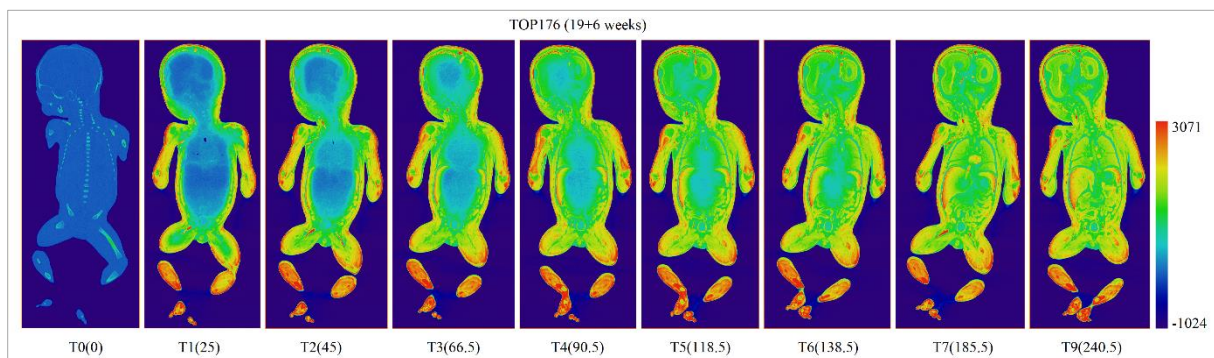 TOP176 (19+6 weeks)
3071
-1024
T0(0)
T1(25)
T2(45)
T3(66,5)
T4(90,5)
T5(118,5)
T6(138,5)
T7(185,5)
T9(240,5)